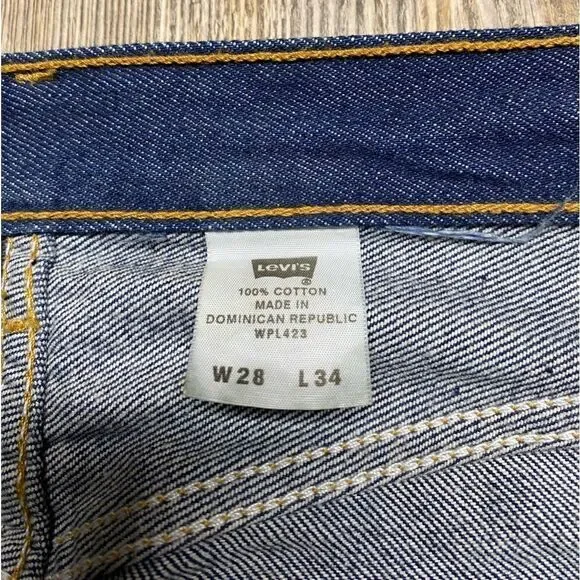 Levi's
®
100% COTTON
MADE IN
DOMINICAN REPUBLIC
WPL423
W28 L34